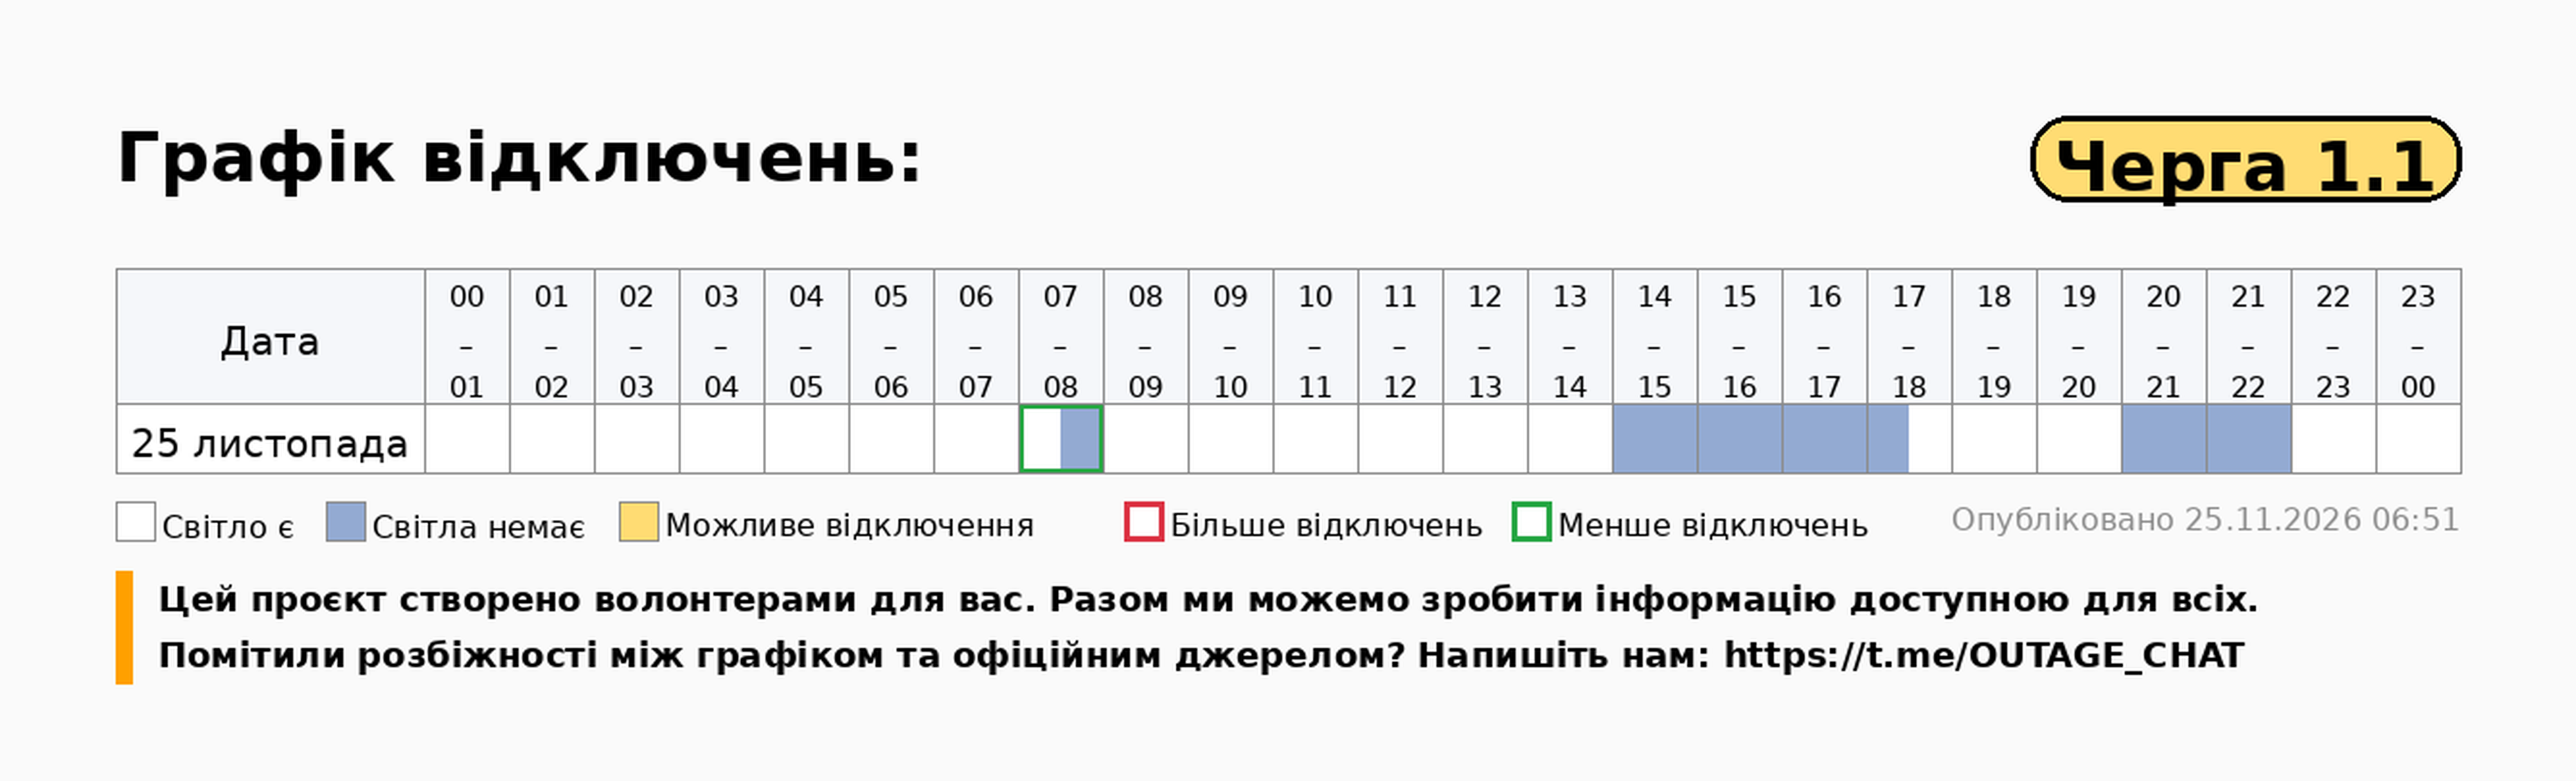 Графік відключень:
Черга 1.1
Дата
00 – 01
01 – 02
02 – 03
03 – 04
04 – 05
05 – 06
06 – 07
07 – 08
08 – 09
09 – 10
10 – 11
11 – 12
12 – 13
13 – 14
14 – 15
15 – 16
16 – 17
17 – 18
18 – 19
19 – 20
20 – 21
21 – 22
22 – 23
23 – 00
25 листопада
Світло є
Світла немає
Можливе відключення
Більше відключень
Менше відключень
Опубліковано 25.11.2026 06:51
Цей проєкт створено волонтерами для вас. Разом ми можемо зробити інформацію доступною для всіх.
Помітили розбіжності між графіком та офіційним джерелом? Напишіть нам: https://t.me/OUTAGE_CHAT